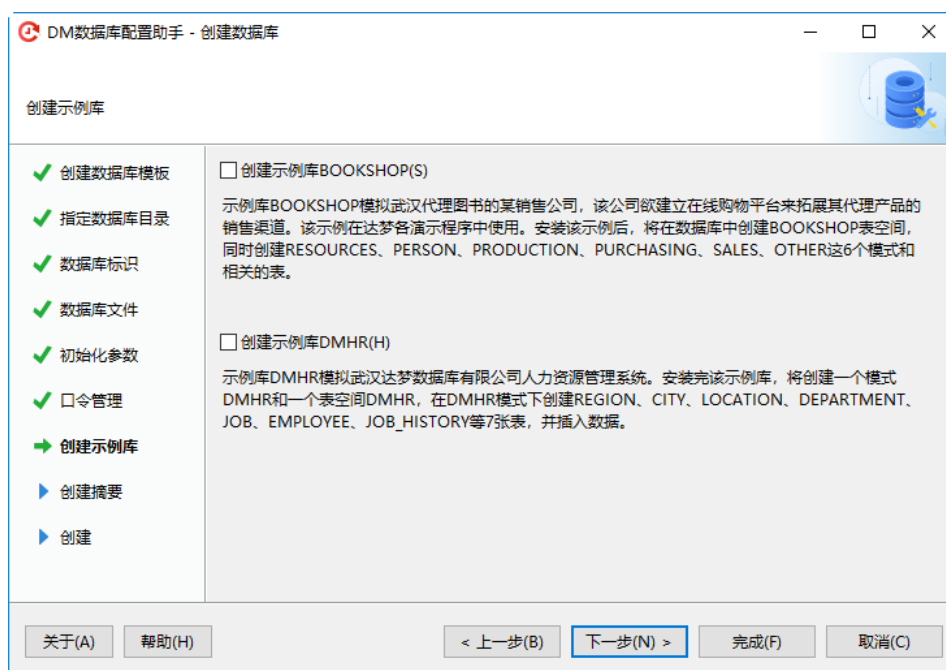 DM数据库配置助手 - 创建数据库
创建示例库
创建数据库模板
指定数据库目录
数据库标识
数据库文件
初始化参数
口令管理
创建示例库
创建摘要
创建
创建示例库BOOKSHOP(S)
示例库BOOKSHOP模拟武汉代理图书的某销售公司，该公司欲建立在线购物平台来拓展其代理产品的
销售渠道。该示例在达梦各演示程序中使用。安装该示例后，将在数据库中创建BOOKSHOP表空间，
同时创建RESOURCES、PERSON、PRODUCTION、PURCHASING、SALES、OTHER这6个模式和
相关的表。
创建示例库DMHR(H)
示例库DMHR模拟武汉达梦数据库有限公司人力资源管理系统。安装完该示例库，将创建一个模式
DMHR和一个表空间DMHR，在DMHR模式下创建REGION、CITY、LOCATION、DEPARTMENT、
JOB、EMPLOYEE、JOB_HISTORY等7张表，并插入数据。
关于(A)
帮助(H)
< 上一步(B)
下一步(N) >
完成(F)
取消(C)